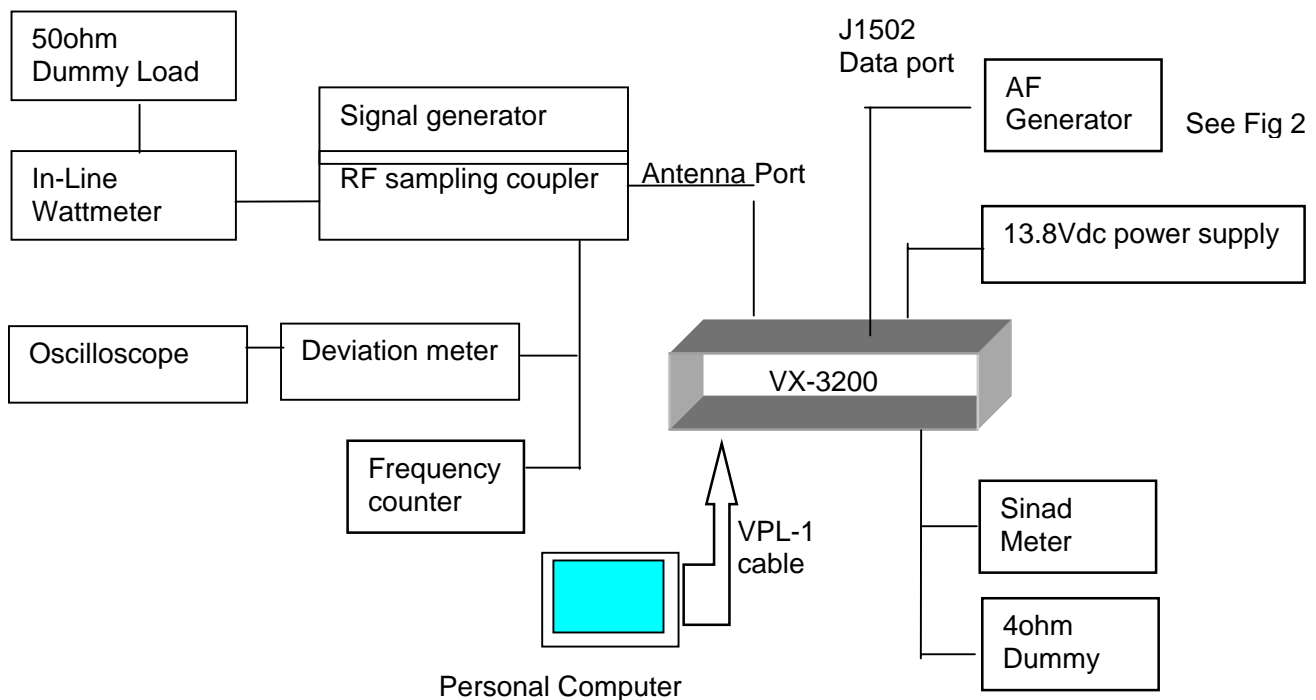 50ohm
Dummy Load
J1502
Data port
AF
Generator
See Fig 2
Signal generator
In-Line
Wattmeter
RF sampling coupler
Antenna Port
13.8Vdc power supply
Oscilloscope
Deviation meter
VX-3200
Frequency
counter
VPL-1
cable
Sinad
Meter
4ohm
Dummy
Personal Computer